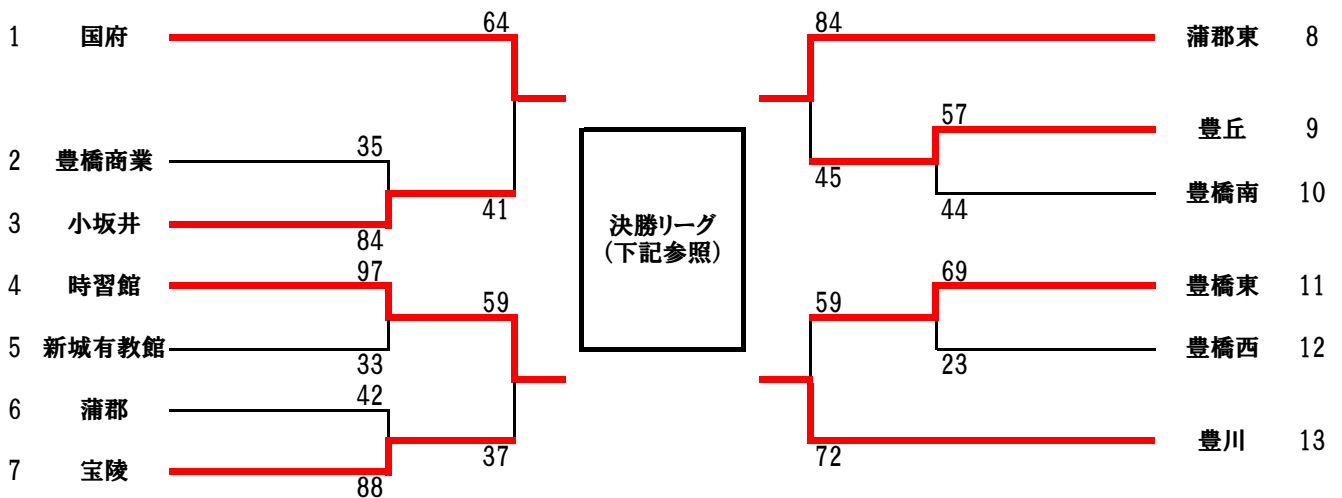 1 国府 64
2 豊橋商業 35
3 小坂井 84
41
4 時習館 97
59
5 新城有教館 33
6 蒲郡 42
37
7 宝陵 88
決勝リーグ
(下記参照)
84 蒲郡東 8
57 豊丘 9
45
44 豊橋南 10
69 豊橋東 11
59
23 豊橋西 12
72 豊川 13